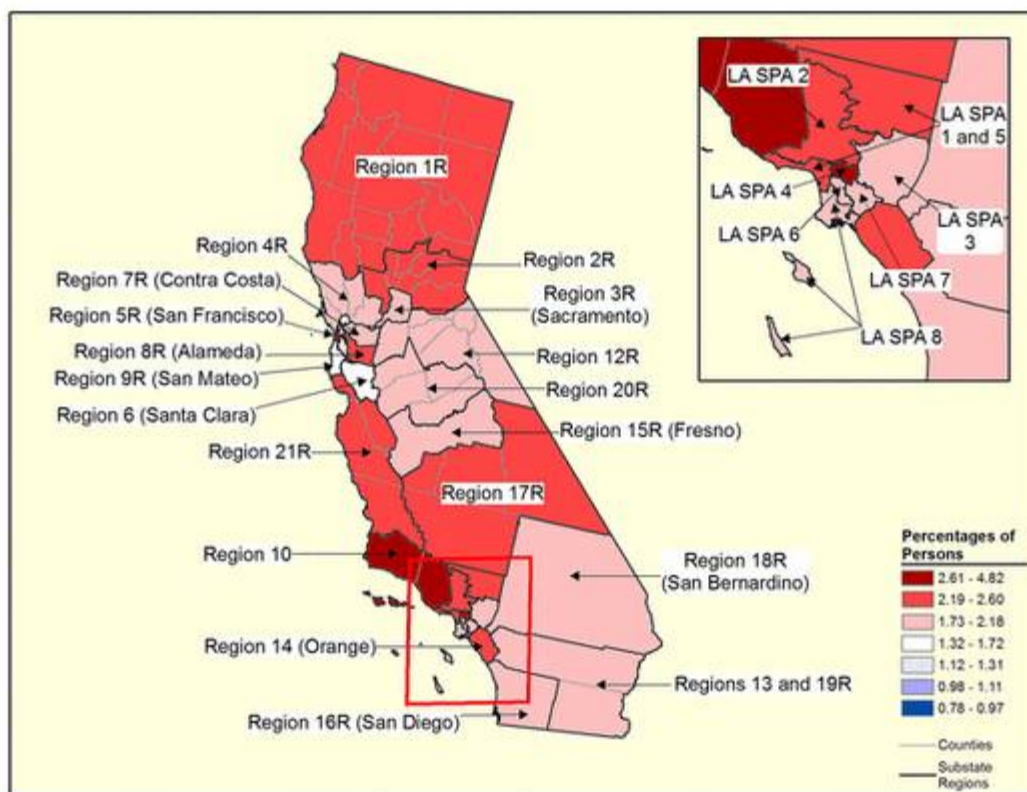 Region 1R
Region 4R
Region 2R
Region 7R (Contra Costa)
Region 3R
(Sacramento)
Region 5R (San Francisco)
Region 8R (Alameda)
Region 12R
Region 9R (San Mateo)
Region 20R
Region 6 (Santa Clara)
Region 15R (Fresno)
Region 21R
Region 17R
Region 10
Region 18R
(San Bernardino)
Region 14 (Orange)
Regions 13 and 19R
Region 16R (San Diego)
LA SPA 2
LA SPA
1 and 5
LA SPA 4
LA SPA 6
LA SPA
3
LA SPA 7
LA SPA 8
Percentages of
Persons
2.61 - 4.82
2.19 - 2.60
1.73 - 2.18
1.32 - 1.72
1.12 - 1.31
0.98 - 1.11
0.78 - 0.97
Counties
Substate
Regions